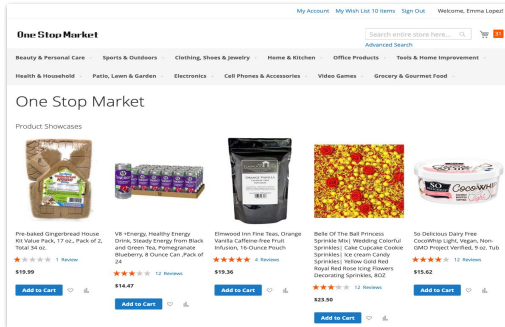 My Account My Wish List 10 items Sign Out Welcome, Emma Lopez!
One Stop Market
Search entire store here...
31
Advanced Search
Beauty & Personal Care Sports & Outdoors Clothing, Shoes & Jewelry Home & Kitchen Office Products Tools & Home Improvement
Health & Household Patio, Lawn & Garden Electronics Cell Phones & Accessories Video Games Grocery & Gourmet Food
One Stop Market
Product Showcases
ORANGE VANILLA
SO
CocoWHIP
Light
Pre-baked Gingerbread House
Kit Value Pack, 17 oz., Pack of 2,
Total 34 oz.
1 Review
$19.99
Add to Cart
V8 +Energy, Healthy Energy
Drink, Steady Energy from Black
and Green Tea, Pomegranate
Blueberry, 8 Ounce Can ,Pack of
24
12 Reviews
$14.47
Add to Cart
Elmwood Inn Fine Teas, Orange
Vanilla Caffeine-free Fruit
Infusion, 16-Ounce Pouch
4 Reviews
$19.36
Add to Cart
Belle Of The Ball Princess
Sprinkle Mix| Wedding Colorful
Sprinkles| Cake Cupcake Cookie
Sprinkles| Ice cream Candy
Sprinkles| Yellow Gold Red
Royal Red Rose Icing Flowers
Decorating Sprinkles, 8OZ
12 Reviews
$23.50
Add to Cart
So Delicious Dairy Free
CocoWhip Light, Vegan, Non-
GMO Project Verified, 9 oz. Tub
12 Reviews
$15.62
Add to Cart